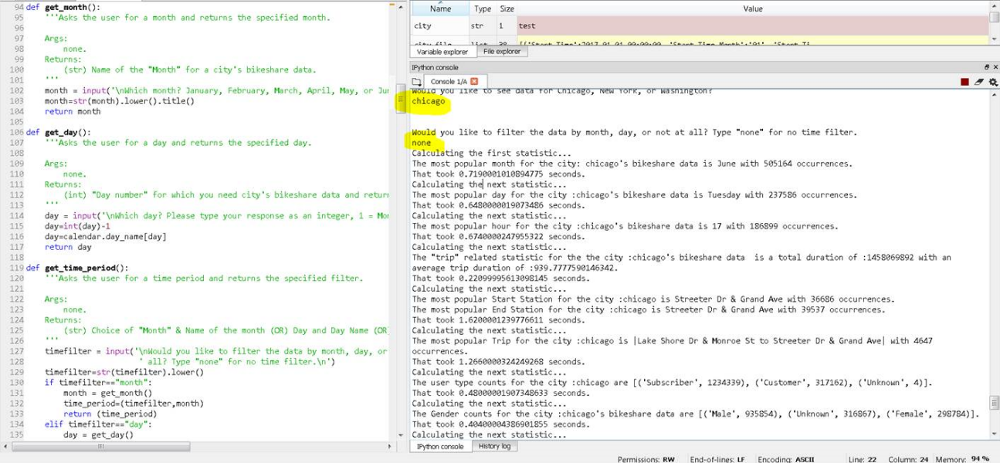 94 def get_month():
95 '''Asks the user for a month and returns the specified month.
96
97 Args:
98 none.
99 Returns:
100 (str) Name of the "Month" for a city's bikeshare data.
101 '''
102 month = input('\nWhich month? January, February, March, April, May, or Jun
103 month=str(month).lower().title()
104 return month
105
106 def get_day():
107 '''Asks the user for a day and returns the specified day.
108
109 Args:
110 none.
111 Returns:
112 (int) "Day number" for which you need city's bikeshare data and return
113 '''
114 day = input('\nWhich day? Please type your response as an integer, 1 = Mon
115 day=int(day)-1
116 day=calendar.day_name[day]
117 return day
118
119 def get_time_period():
120 '''Asks the user for a time period and returns the specified filter.
121
122 Args:
123 none.
124 Returns:
125 (str) Choice of "Month" & Name of the month (OR) Day and Day Name (OR
126 '''
127 timefilter = input('\nWould you like to filter the data by month, day, or
128 ' all? Type "none" for no time filter.\n')
129 timefilter=str(timefilter).lower()
130 if timefilter=="month":
131 month = get_month()
132 time_period=(timefilter,month)
133 return (time_period)
134 elif timefilter=="day":
135 day = get_day()
Name Type Size Value
city str 1 test
city_file list 38 [{'Start Time':2017-01-01 00:00:00, 'Start Time Month':'01', 'Start Ti
Variable explorer File explorer
IPython console
Console 1/A
Would you like to see data for Chicago, New York, or Washington?
chicago
Would you like to filter the data by month, day, or not at all? Type "none" for no time filter.
none
Calculating the first statistic...
The most popular month for the city: chicago's bikeshare data is June with 505164 occurrences.
That took 0.7190001010894775 seconds.
Calculating the next statistic...
The most popular day for the city :chicago's bikeshare data is Tuesday with 237586 occurrences.
That took 0.6480000019073486 seconds.
Calculating the next statistic...
The most popular hour for the city :chicago's bikeshare data is 17 with 186899 occurrences.
That took 0.6740000247955322 seconds.
Calculating the next statistic...
The "trip" related statistic for the the city :chicago's bikeshare data is a total duration of :1458069892 with an
average trip duration of :939.7777590146342.
That took 0.22099995613098145 seconds.
Calculating the next statistic...
The most popular Start Station for the city :chicago is Streeter Dr & Grand Ave with 36686 occurrences.
The most popular End Station for the city :chicago is Streeter Dr & Grand Ave with 39537 occurrences.
That took 1.6200001239776611 seconds.
Calculating the next statistic...
The most popular Trip for the city :chicago is |Lake Shore Dr & Monroe St to Streeter Dr & Grand Ave| with 4647
occurrences.
That took 1.2660000324249268 seconds.
Calculating the next statistic...
The user type counts for the city :chicago are [('Subscriber', 1234339), ('Customer', 317162), ('Unknown', 4)].
That took 0.48000001907348633 seconds.
Calculating the next statistic...
The Gender counts for the city :chicago's bikeshare data are [('Male', 935854), ('Unknown', 316867), ('Female', 298784)].
That took 0.40400004386901855 seconds.
Calculating the next statistic...
IPython console History log
Permissions: RW End-of-lines: LF Encoding: ASCII Line: 22 Column: 24 Memory: 94 %